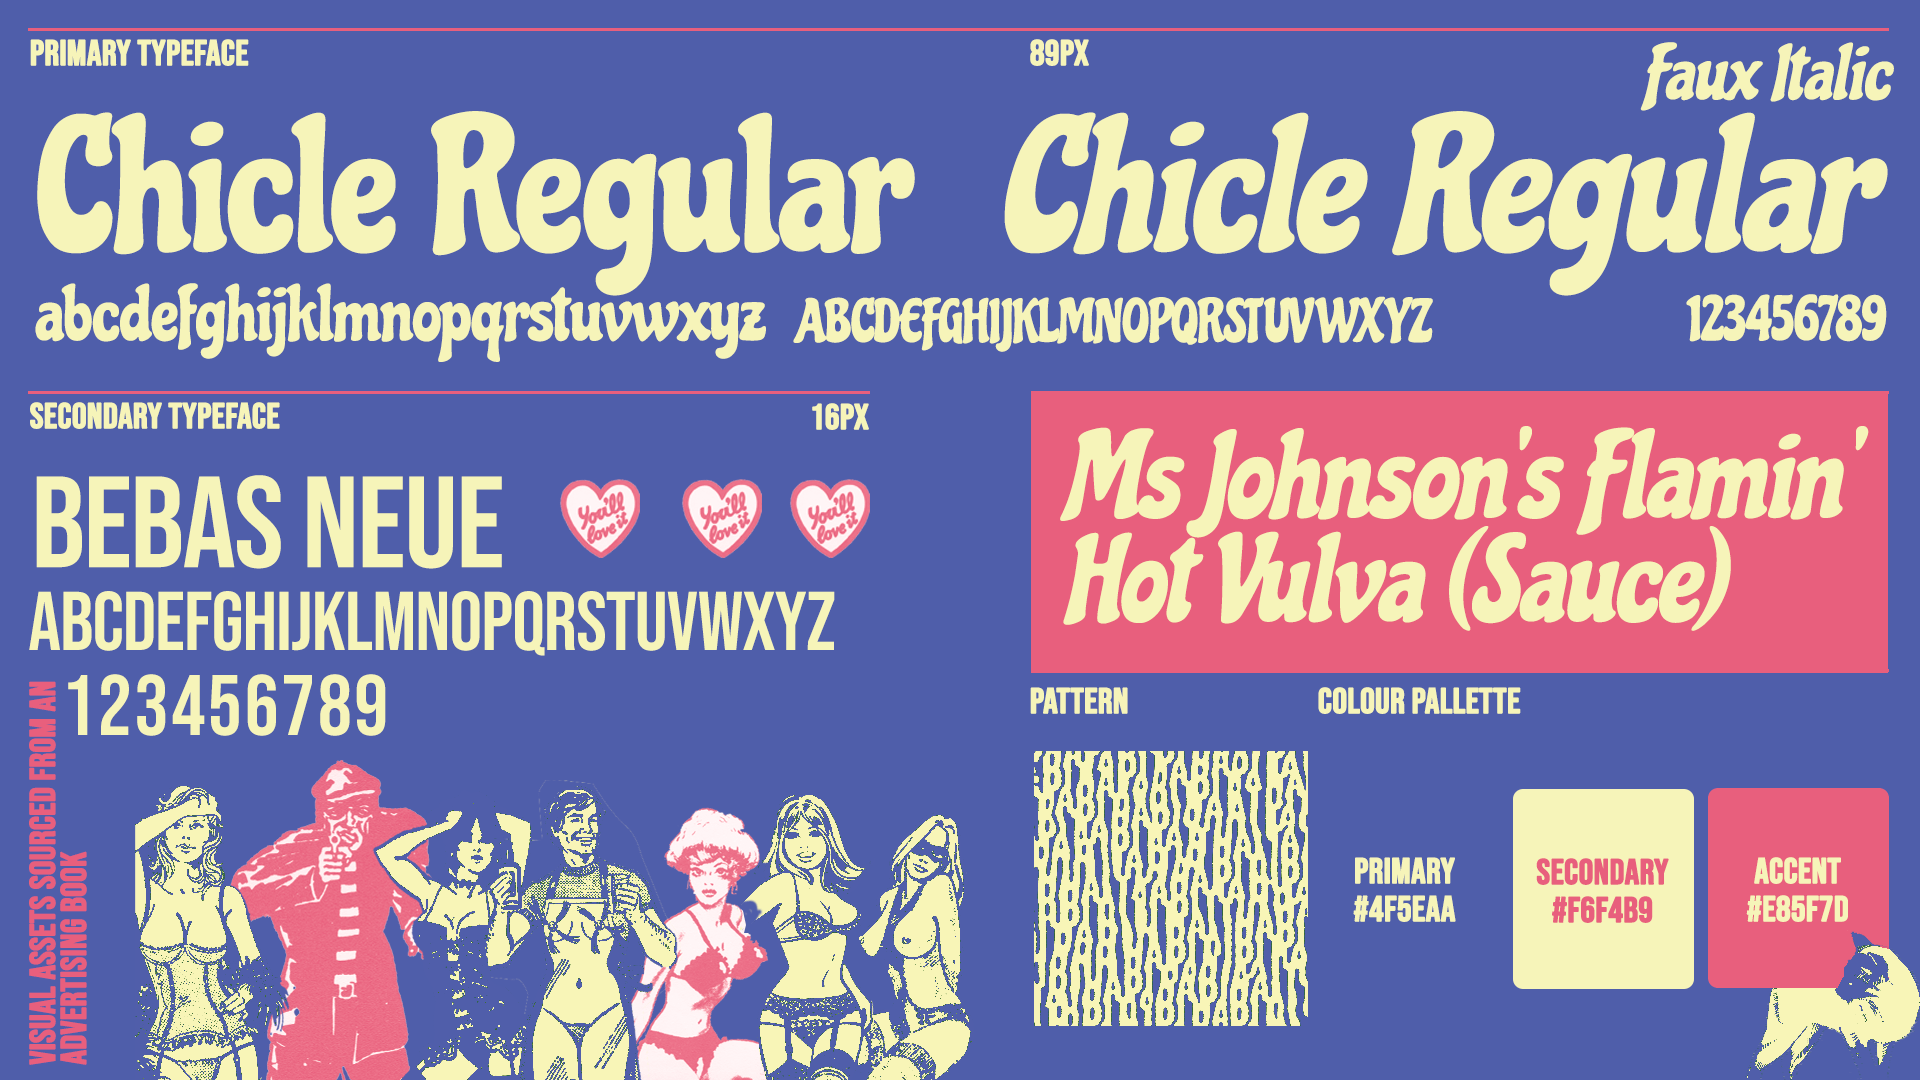 PRIMARY TYPEFACE
89PX
Faux Italic
Chicle Regular
Chicle Regular
abcdefghijklmnopqrstuvwxyz
ABCDEFGHIJKLMNOPQRSTUVWXYZ
123456789
SECONDARY TYPEFACE
16PX
BEBAS NEUE
You'll
love it
You'll
love it
You'll
love it
ABCDEFGHIJKLMNOPQRSTUVWXYZ
123456789
VISUAL ASSETS SOURCED FROM AN
ADVERTISING BOOK
Ms Johnson's Flamin'
Hot Vulva (Sauce)
PATTERN
COLOUR PALLETTE
PRIMARY
#4F5EAA
SECONDARY
#F6F4B9
ACCENT
#E85F7D